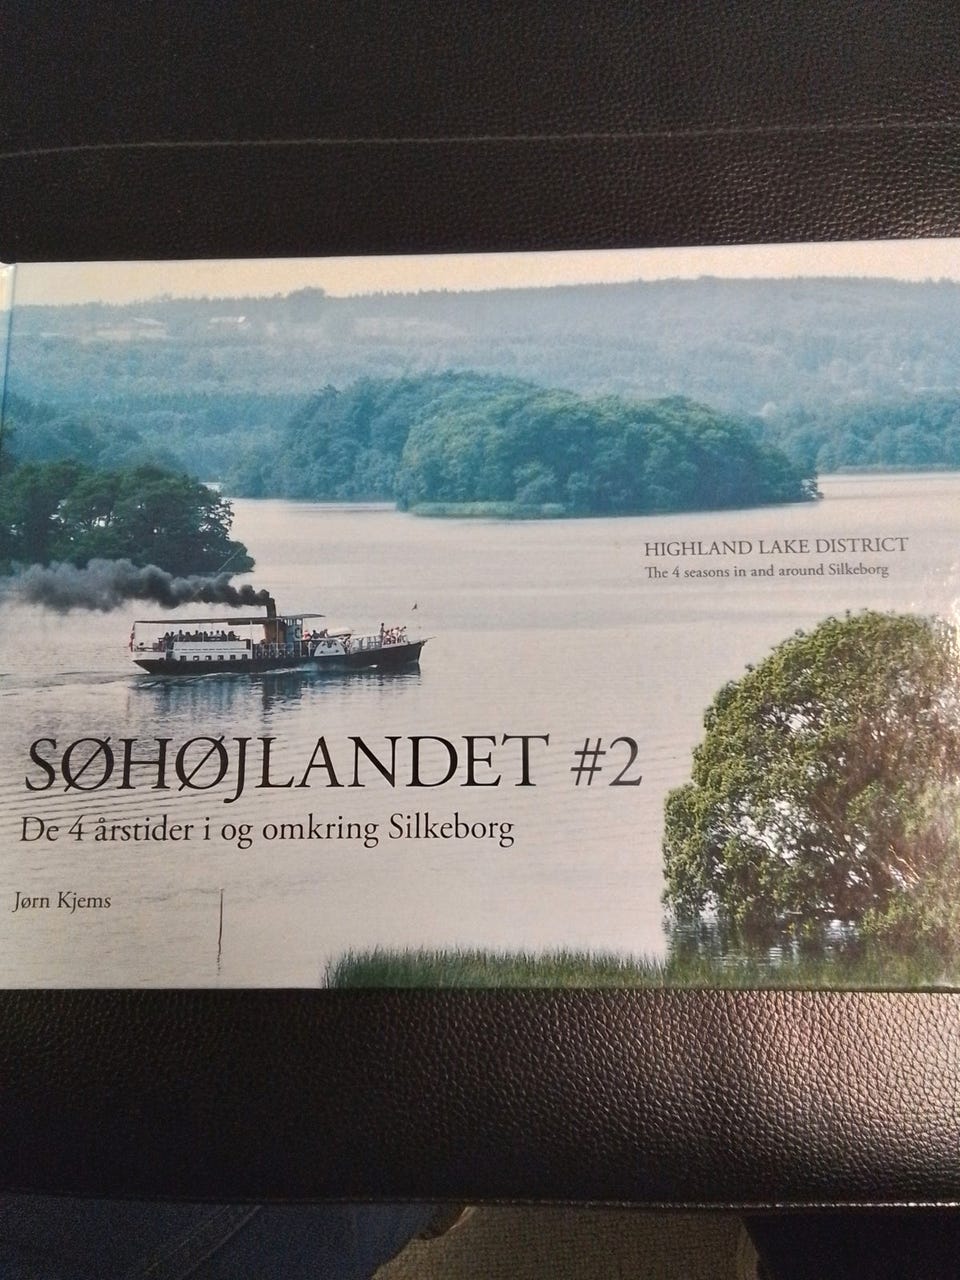 HIGHLAND LAKE DISTRICT
The 4 seasons in and around Silkeborg
SØHØJLANDET #2
De 4 årstider i og omkring Silkeborg
Jørn Kjems